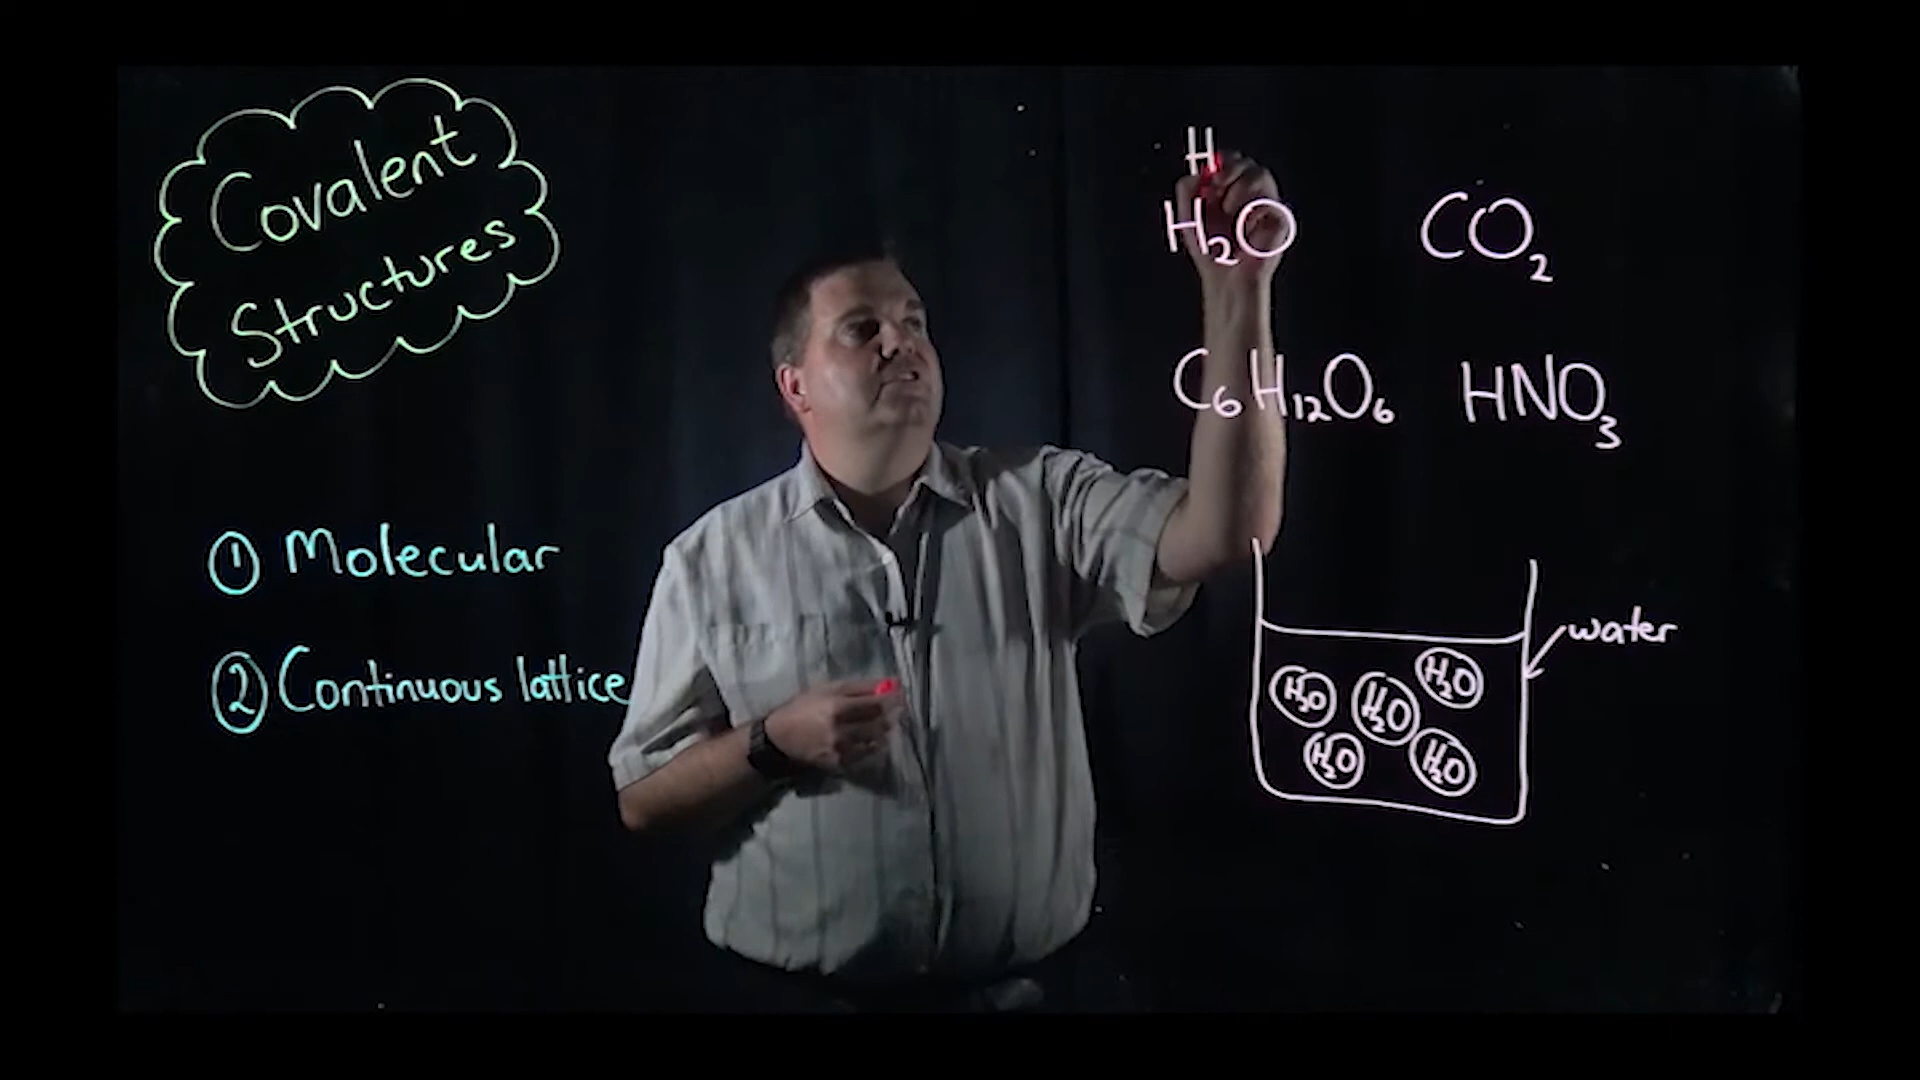 Covalent
Structures
① Molecular
② Continuous lattice
H
H₂O CO₂
C₆H₁₂O₆ HNO₃
water
H₂O H₂O H₂O
H₂O H₂O